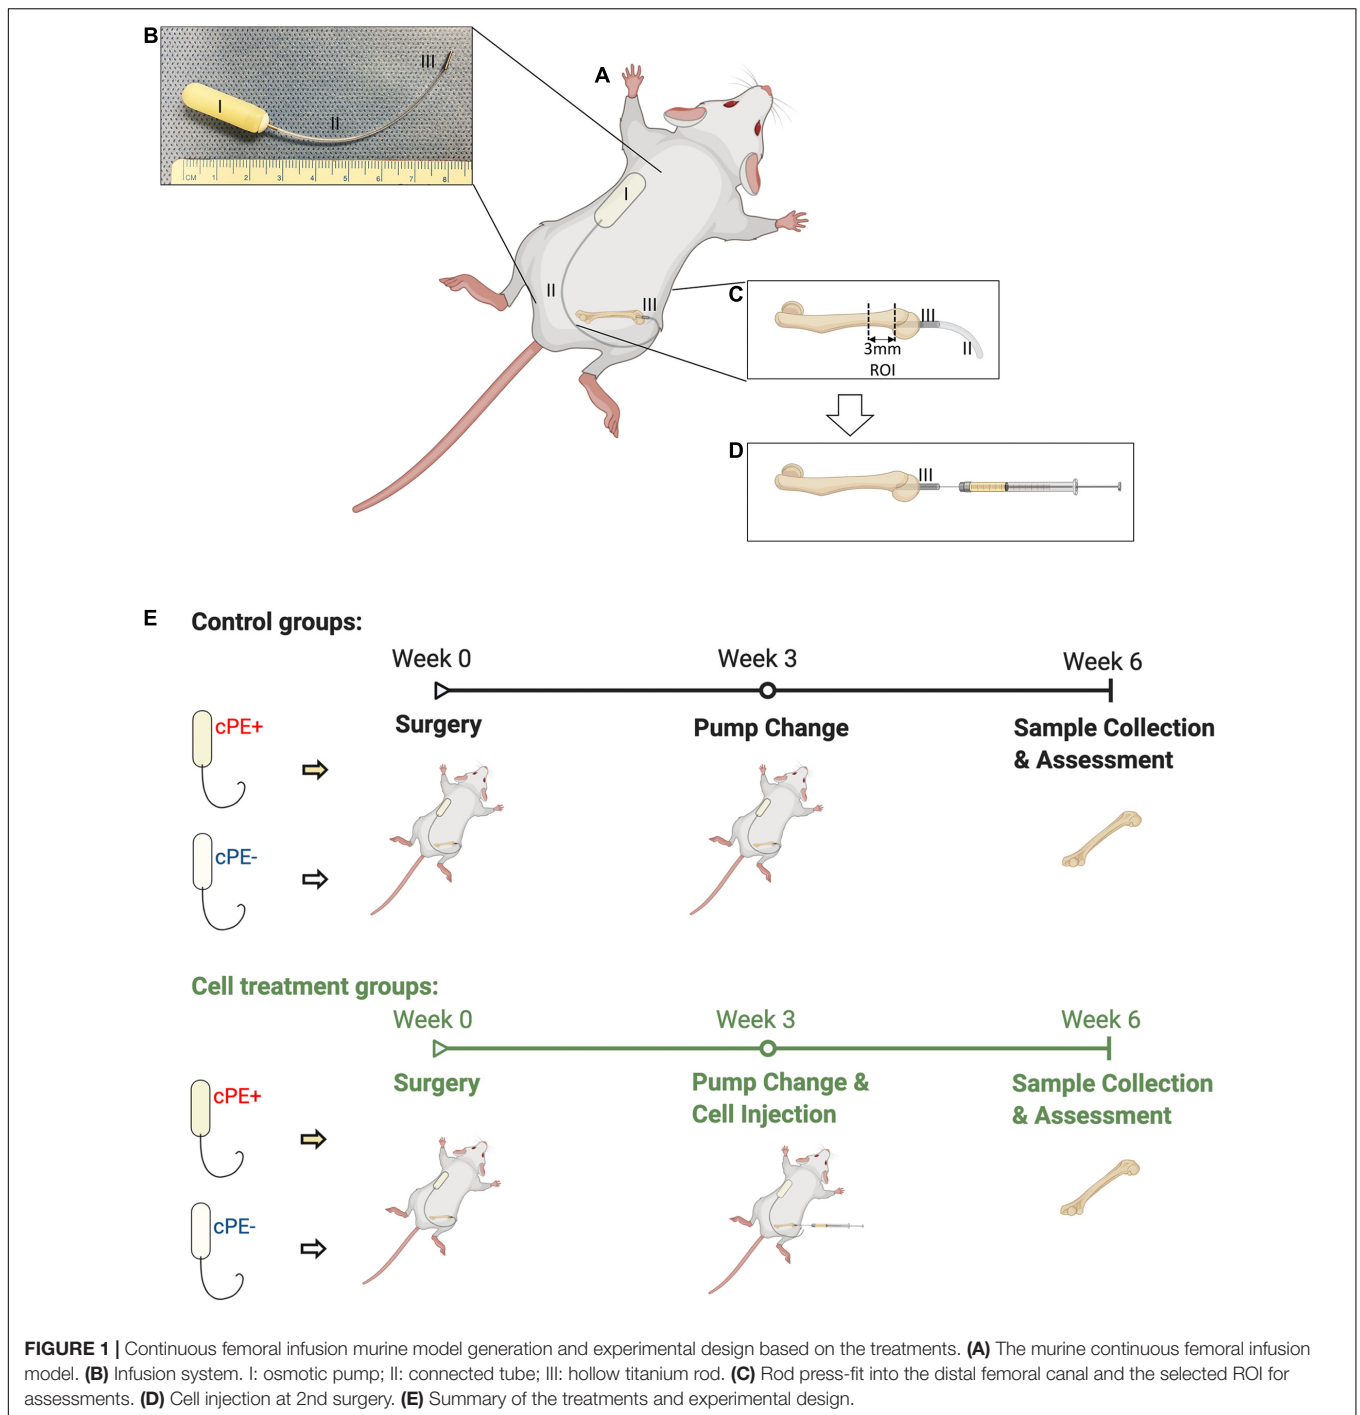 B
III
I
II
CM 1 2 3 4 5 6 7 8
A
I
II
III
C
III
3mm
II
ROI
D
III
E
Control groups:
Week 0
Week 3
Week 6
cPE+
Surgery
Pump Change
Sample Collection
& Assessment
cPE-
Cell treatment groups:
Week 0
Week 3
Week 6
cPE+
Surgery
Pump Change &
Cell Injection
Sample Collection
& Assessment
cPE-
FIGURE 1 | Continuous femoral infusion murine model generation and experimental design based on the treatments. (A) The murine continuous femoral infusion
model. (B) Infusion system. I: osmotic pump; II: connected tube; III: hollow titanium rod. (C) Rod press-fit into the distal femoral canal and the selected ROI for
assessments. (D) Cell injection at 2nd surgery. (E) Summary of the treatments and experimental design.